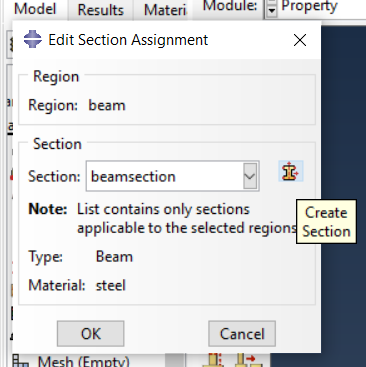 Model Results Materi Module: Property
Edit Section Assignment
Region
Region: beam
Section
Section: beamsection
Note: List contains only sections
applicable to the selected regions
Create
Section
Type: Beam
Material: steel
OK Cancel
Mesh (Empty)